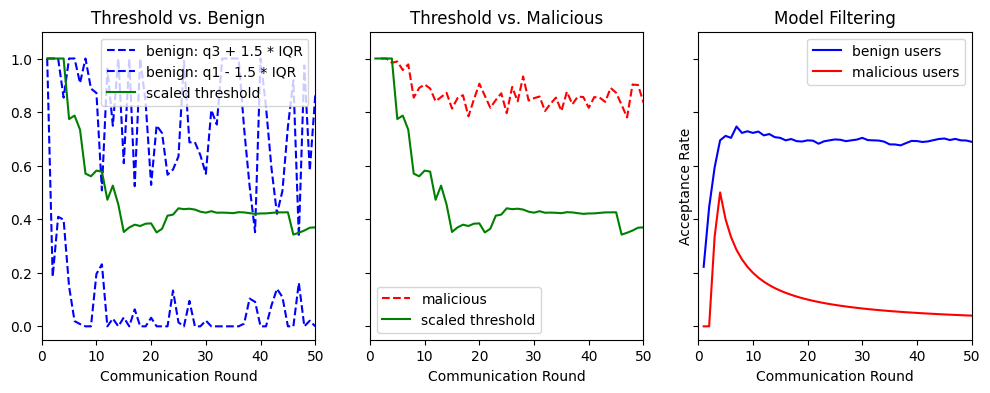 Threshold vs. Benign
benign: q3 + 1.5 * IQR
benign: q1 - 1.5 * IQR
scaled threshold
1.0
0.8
0.6
0.4
0.2
0.0
0 10 20 30 40 50
Communication Round
Threshold vs. Malicious
malicious
scaled threshold
0 10 20 30 40 50
Communication Round
Model Filtering
benign users
malicious users
Acceptance Rate
0 10 20 30 40 50
Communication Round